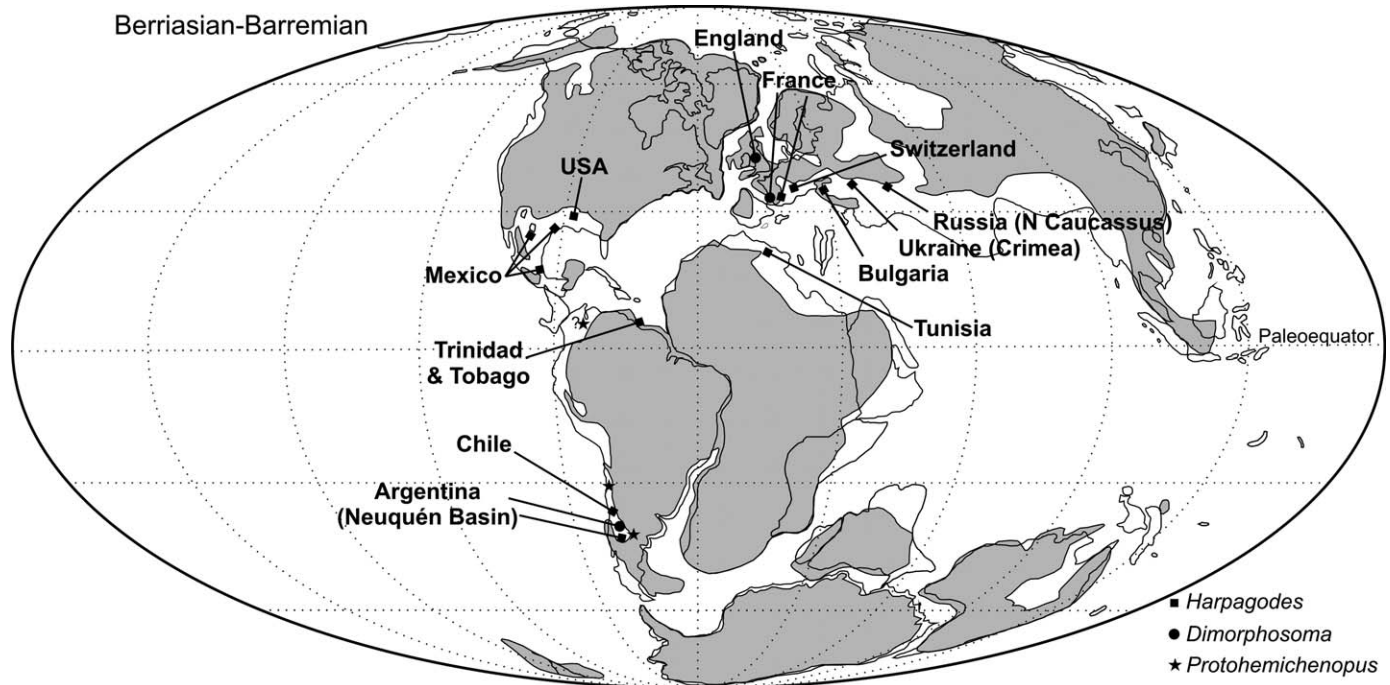 Berriasian-Barremian
England
France
Switzerland
USA
Russia (N Caucassus)
Ukraine (Crimea)
Bulgaria
Mexico
Tunisia
?
Paleoequator
Trinidad
& Tobago
Chile
Argentina
(Neuquén Basin)
Harpagodes
Dimorphosoma
Protohemichenopus